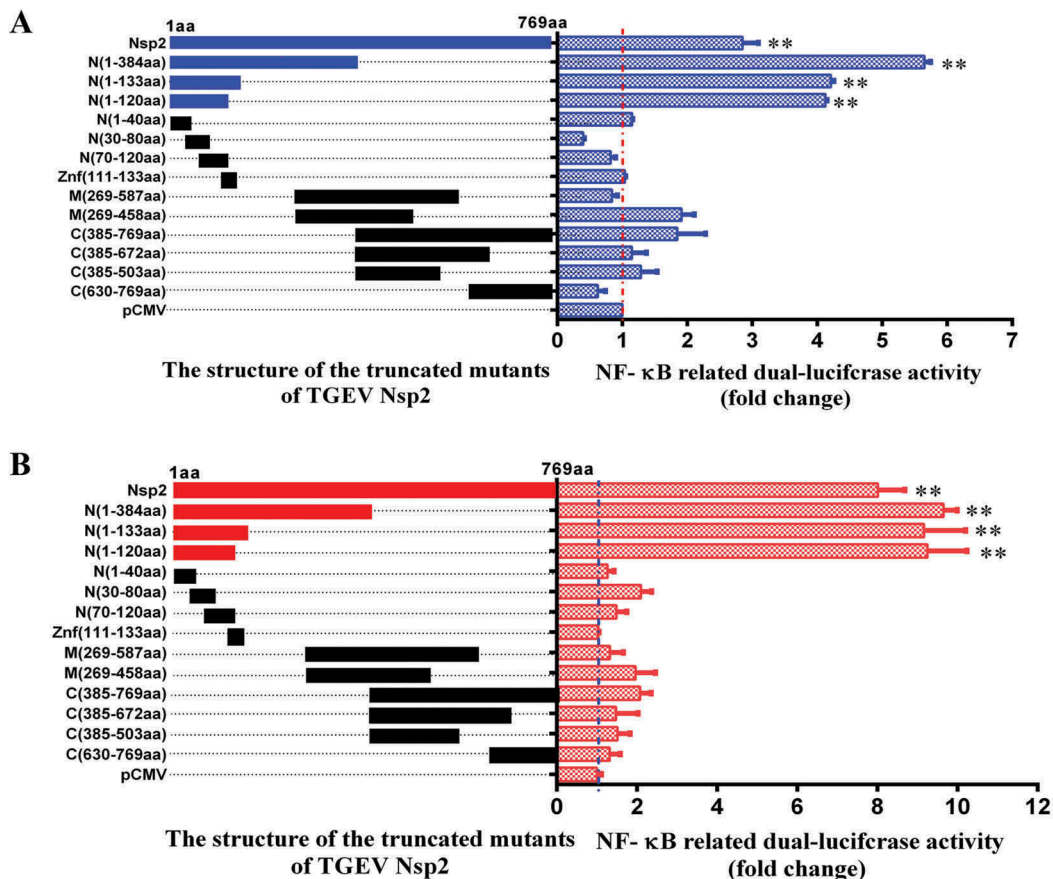 A
1aa 769aa
Nsp2
**
N(1-384aa)
**
N(1-133aa)
**
N(1-120aa)
**
N(1-40aa)
N(30-80aa)
N(70-120aa)
Znf(111-133aa)
M(269-587aa)
M(269-458aa)
C(385-769aa)
C(385-672aa)
C(385-503aa)
C(630-769aa)
pCMV
0 1 2 3 4 5 6 7
The structure of the truncated mutants
of TGEV Nsp2
NF- κB related dual-lucifcrase activity
(fold change)
B
1aa 769aa
Nsp2
**
N(1-384aa)
**
N(1-133aa)
**
N(1-120aa)
**
N(1-40aa)
N(30-80aa)
N(70-120aa)
Znf(111-133aa)
M(269-587aa)
M(269-458aa)
C(385-769aa)
C(385-672aa)
C(385-503aa)
C(630-769aa)
pCMV
0 2 4 6 8 10 12
The structure of the truncated mutants
of TGEV Nsp2
NF- κB related dual-lucifcrase activity
(fold change)